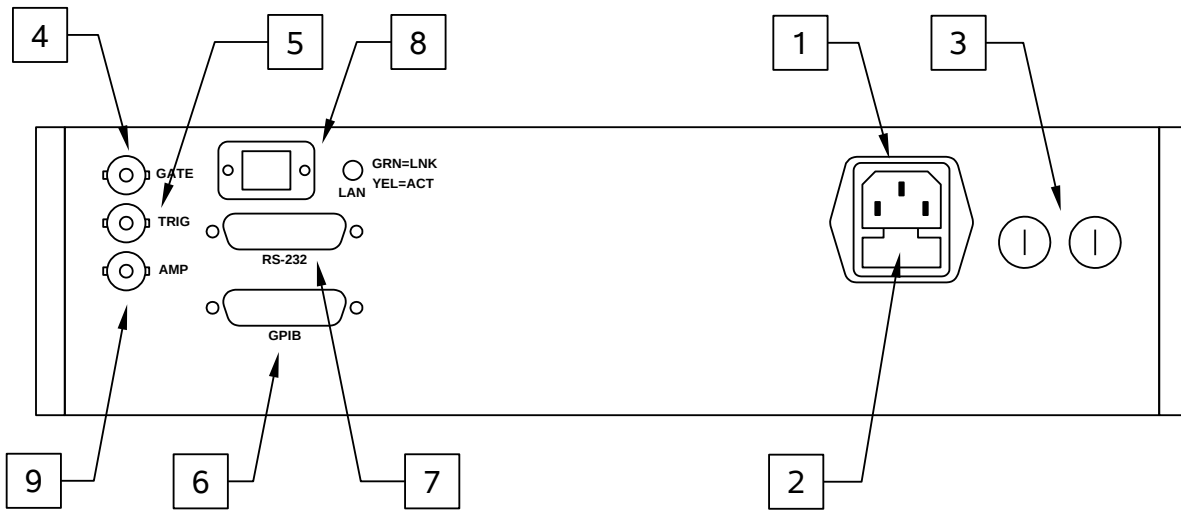 4
5
8
1
3
GATE
GRN=LNK
YEL=ACT
LAN
TRIG
RS-232
AMP
GPIB
9
6
7
2